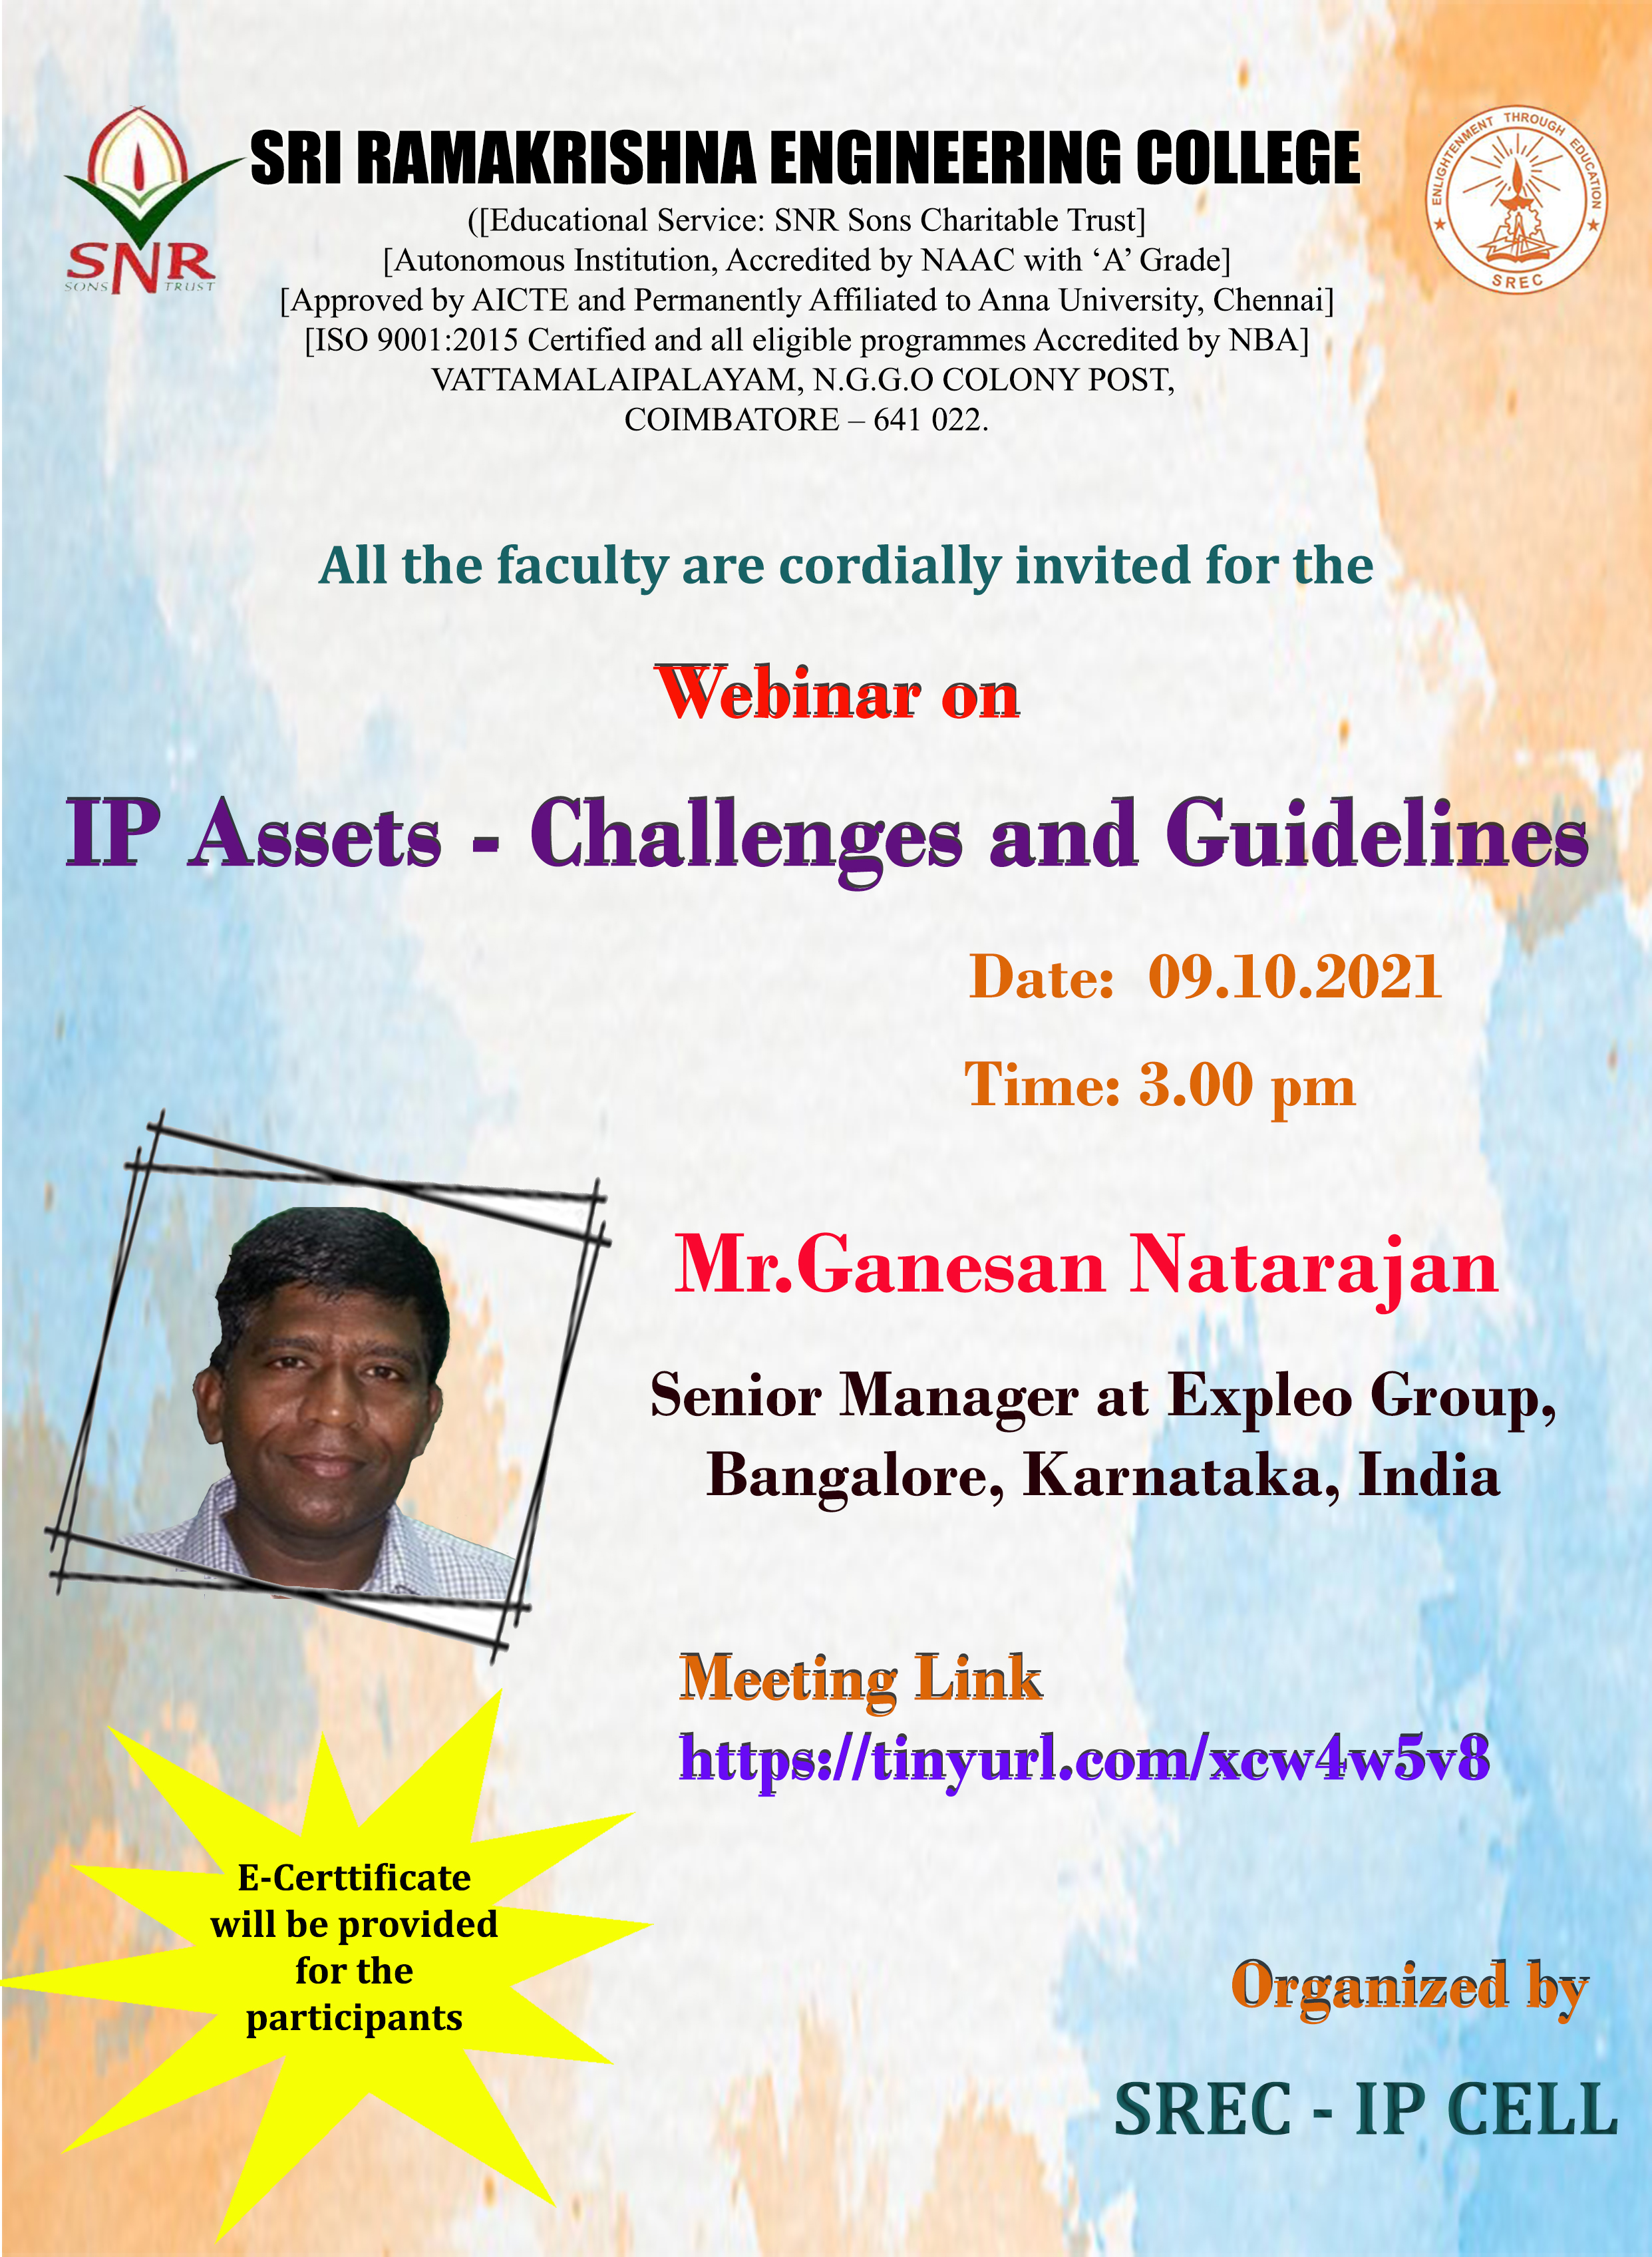 SNR
SONS TRUST
SRI RAMAKRISHNA ENGINEERING COLLEGE
([Educational Service: SNR Sons Charitable Trust]
[Autonomous Institution, Accredited by NAAC with ‘A’ Grade]
[Approved by AICTE and Permanently Affiliated to Anna University, Chennai]
[ISO 9001:2015 Certified and all eligible programmes Accredited by NBA]
VATTAMALAIPALAYAM, N.G.G.O COLONY POST,
COIMBATORE – 641 022.
ENLIGHTENMENT THROUGH EDUCATION
SREC
All the faculty are cordially invited for the
Webinar on
IP Assets - Challenges and Guidelines
Date: 09.10.2021
Time: 3.00 pm
Mr.Ganesan Natarajan
Senior Manager at Expleo Group,
Bangalore, Karnataka, India
Meeting Link
https://tinyurl.com/xcw4w5v8
E-Certtificate
will be provided
for the
participants
Organized by
SREC - IP CELL